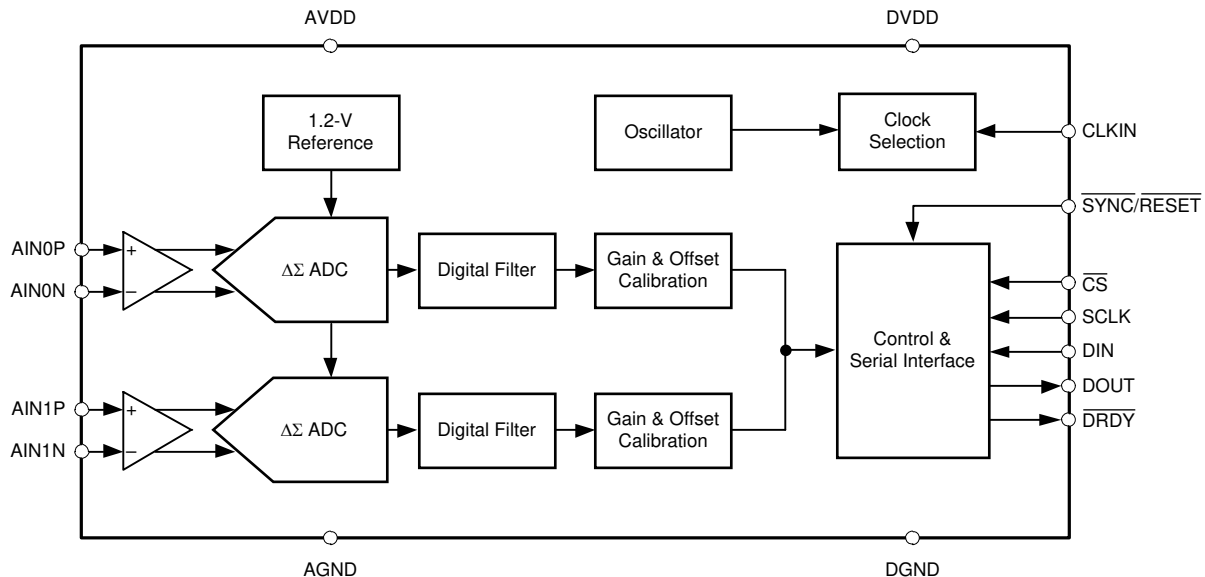 AVDD
DVDD
1.2-V
Reference
Oscillator
Clock
Selection
CLKIN
SYNC/RESET
AIN0P
+
AIN0N
−
ΔΣ ADC
Digital Filter
Gain & Offset
Calibration
Control &
Serial Interface
CS
SCLK
DIN
DOUT
DRDY
AIN1P
+
AIN1N
−
ΔΣ ADC
Digital Filter
Gain & Offset
Calibration
AGND
DGND